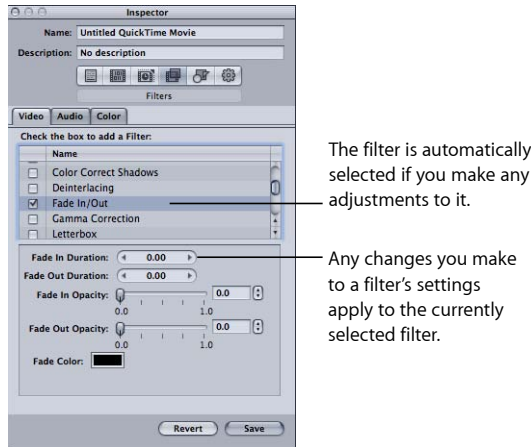 Inspector
Name: Untitled QuickTime Movie
Description: No description
Filters
Video Audio Color
Check the box to add a Filter:
Name
Color Correct Shadows
Deinterlacing
Fade In/Out
Gamma Correction
Letterbox
Fade In Duration: 0.00
Fade Out Duration: 0.00
Fade In Opacity: 0.0
0.0 1.0
Fade Out Opacity: 0.0
0.0 1.0
Fade Color:
Revert Save
The filter is automatically
selected if you make any
adjustments to it.
Any changes you make
to a filter’s settings
apply to the currently
selected filter.